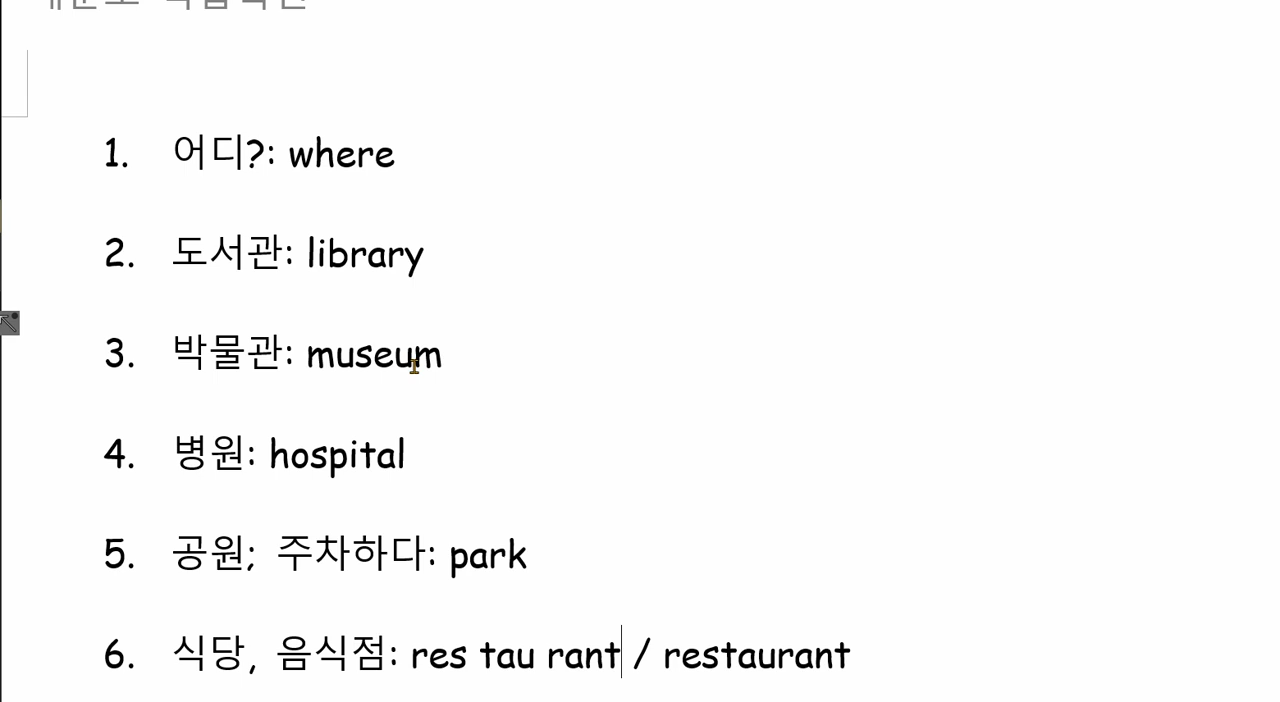 1. 어디?: where
2. 도서관: library
3. 박물관: museum
4. 병원: hospital
5. 공원; 주차하다: park
6. 식당, 음식점: res tau rant / restaurant